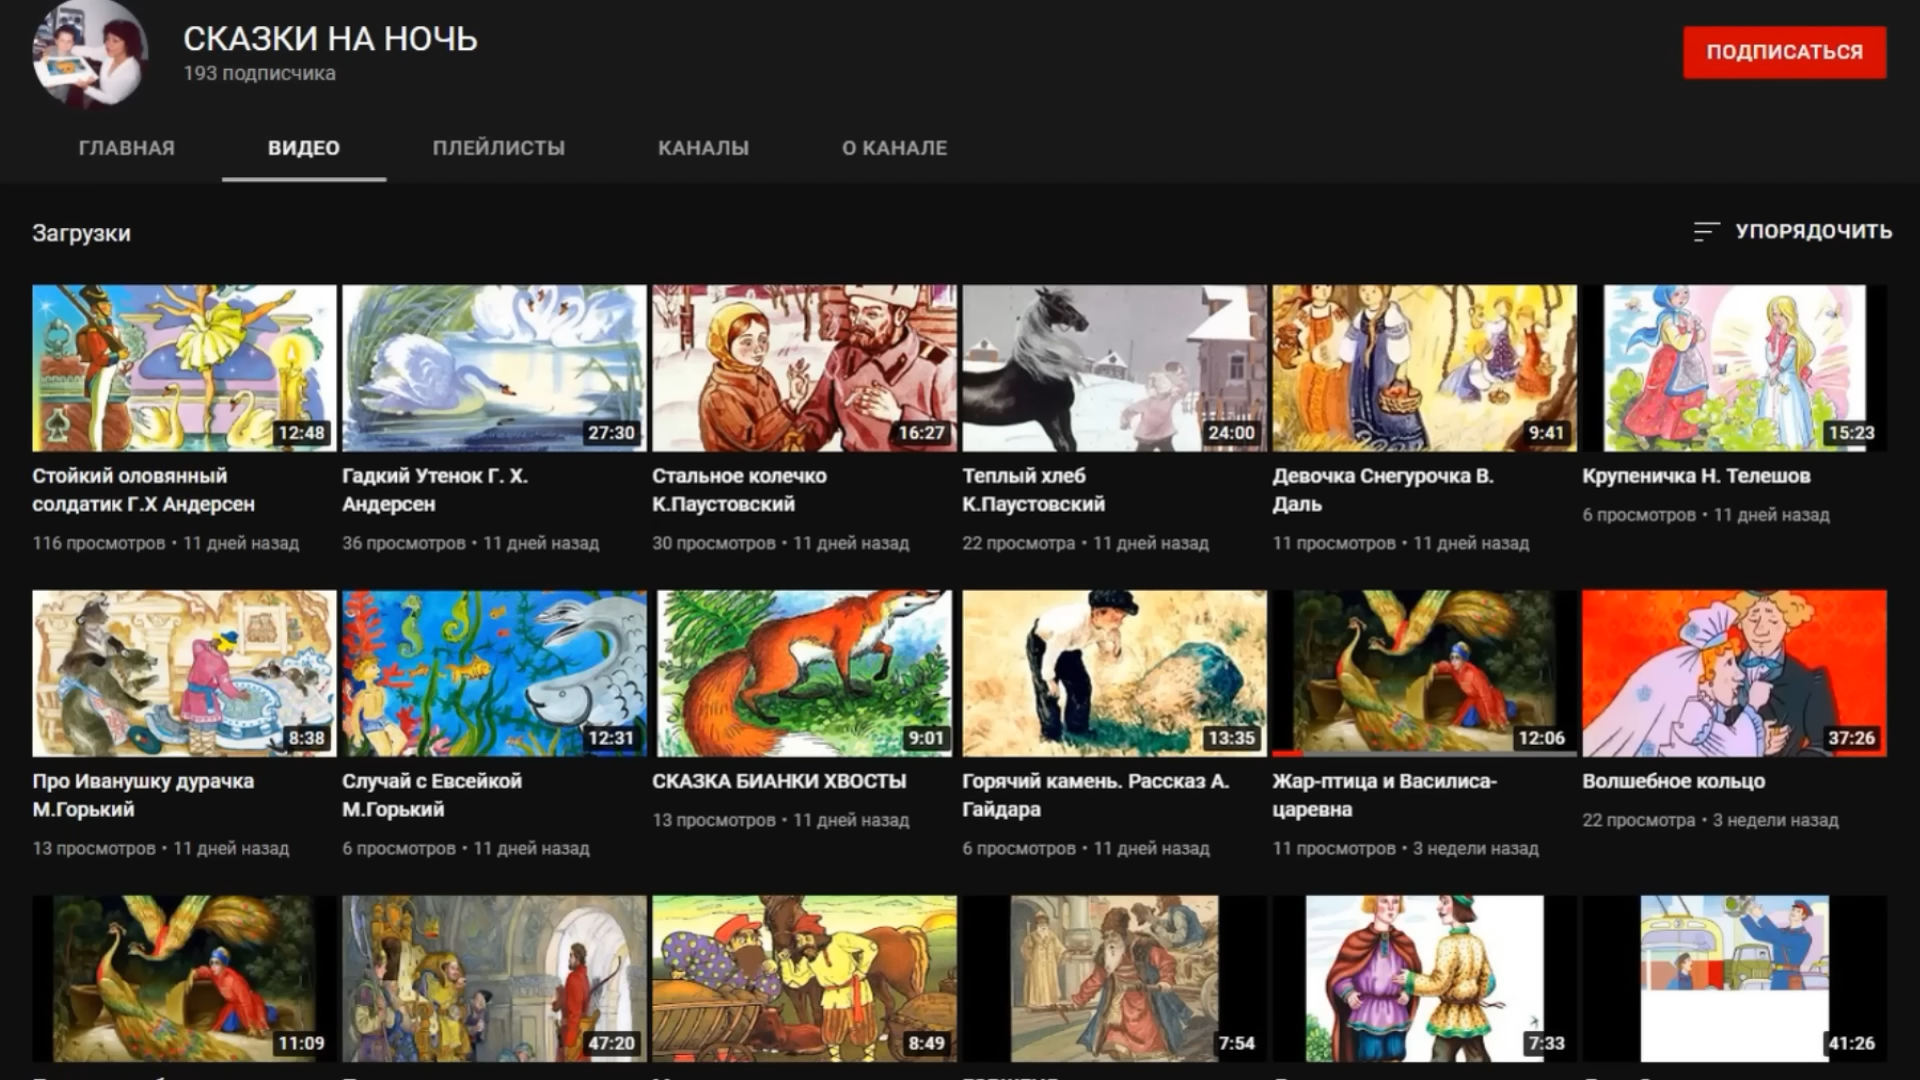 СКАЗКИ НА НОЧЬ
193 подписчика
ПОДПИСАТЬСЯ
ГЛАВНАЯ ВИДЕО ПЛЕЙЛИСТЫ КАНАЛЫ О КАНАЛЕ
Загрузки
УПОРЯДОЧИТЬ
12:48 27:30 16:27 24:00 9:41 15:23
Стойкий оловянный
солдатик Г.Х Андерсен
116 просмотров • 11 дней назад
Гадкий Утенок Г. Х.
Андерсен
36 просмотров • 11 дней назад
Стальное колечко
К.Паустовский
30 просмотров • 11 дней назад
Теплый хлеб
К.Паустовский
22 просмотра • 11 дней назад
Девочка Снегурочка В.
Даль
11 просмотров • 11 дней назад
Крупеничка Н. Телешов
6 просмотров • 11 дней назад
8:38 12:31 9:01 13:35 12:06 37:26
Про Иванушку дурачка
М.Горький
13 просмотров • 11 дней назад
Случай с Евсейкой
М.Горький
6 просмотров • 11 дней назад
СКАЗКА БИАНКИ ХВОСТЫ
13 просмотров • 11 дней назад
Горячий камень. Рассказ А.
Гайдара
6 просмотров • 11 дней назад
Жар-птица и Василиса-
царевна
11 просмотров • 3 недели назад
Волшебное кольцо
22 просмотра • 3 недели назад
11:09 47:20 8:49 7:54 7:33 41:26